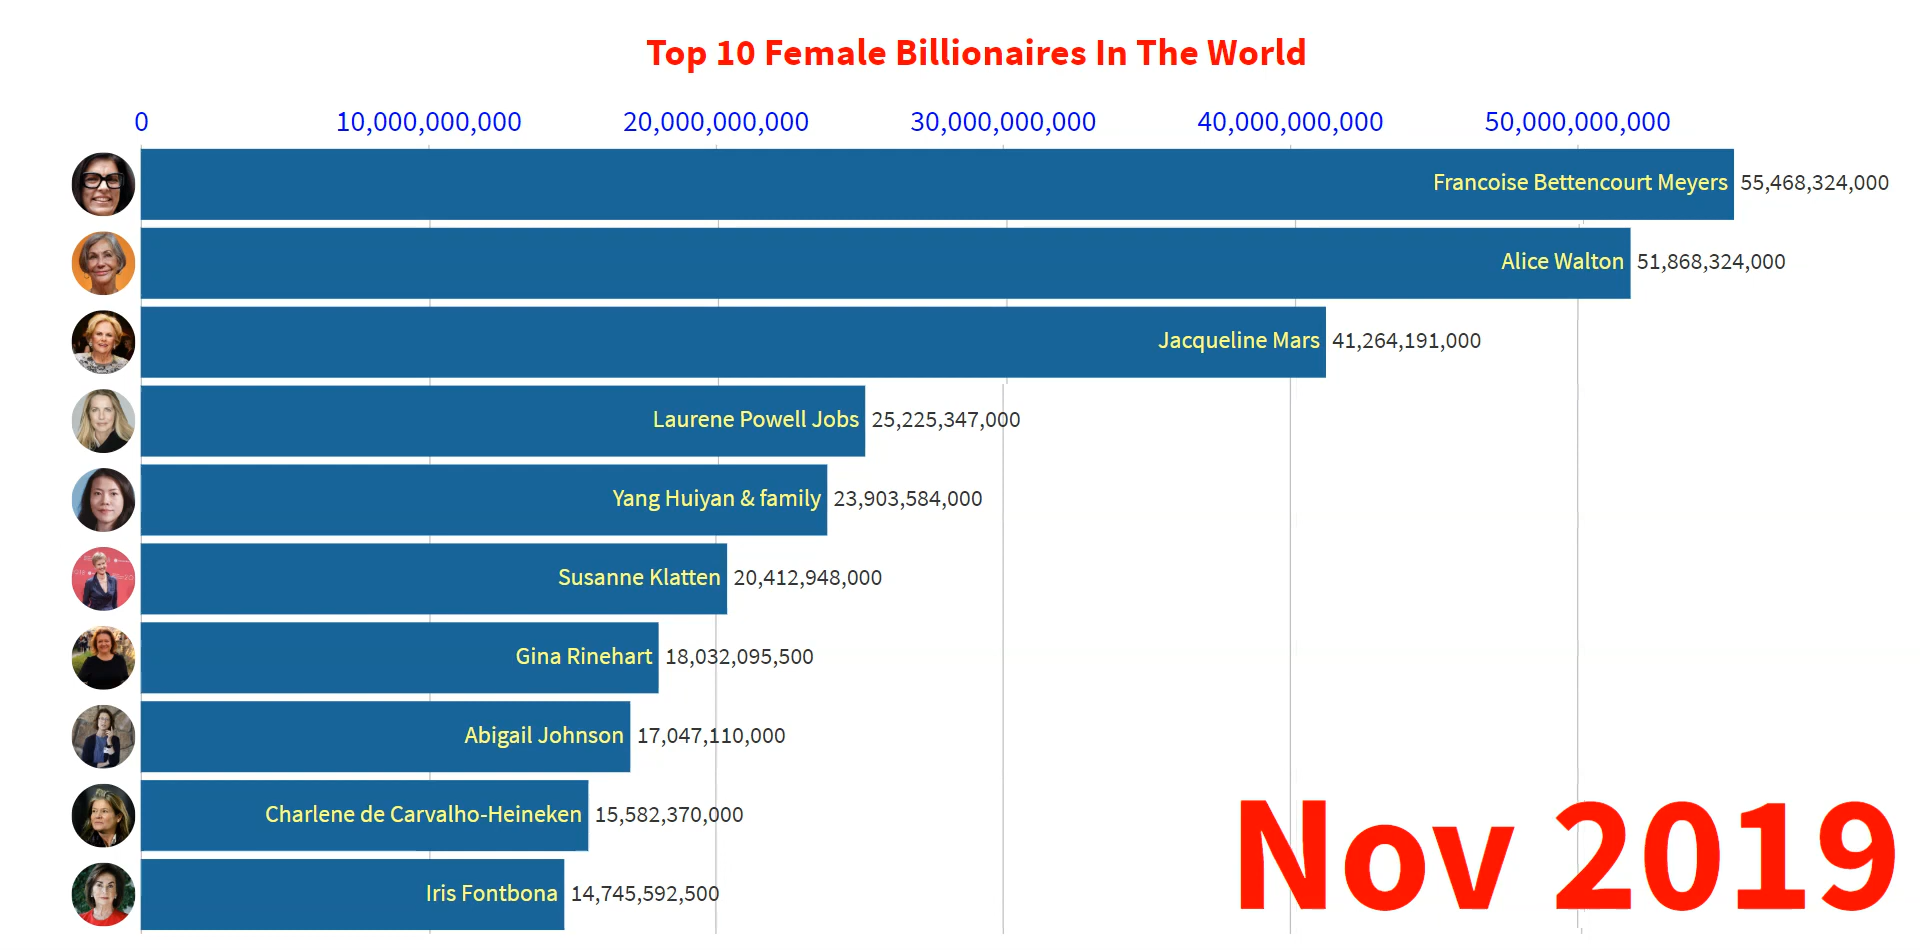 Top 10 Female Billionaires In The World
0 10,000,000,000 20,000,000,000 30,000,000,000 40,000,000,000 50,000,000,000
Francoise Bettencourt Meyers 55,468,324,000
Alice Walton 51,868,324,000
Jacqueline Mars 41,264,191,000
Laurene Powell Jobs 25,225,347,000
Yang Huiyan & family 23,903,584,000
Susanne Klatten 20,412,948,000
Gina Rinehart 18,032,095,500
Abigail Johnson 17,047,110,000
Charlene de Carvalho-Heineken 15,582,370,000
Iris Fontbona 14,745,592,500
Nov 2019